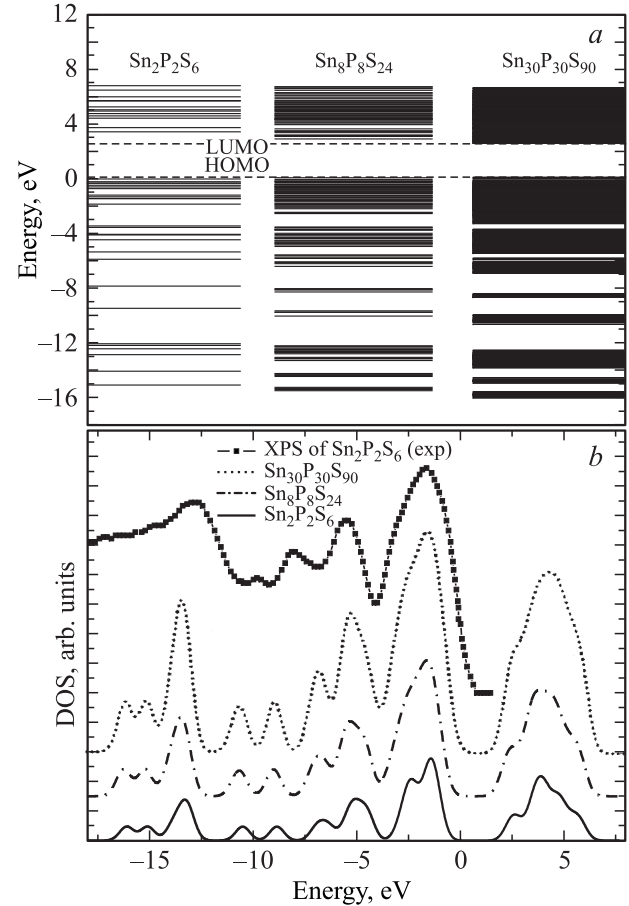 12
a
Sn2P2S6 Sn8P8S24 Sn30P30S90
8
4
LUMO
HOMO
0
–4
–8
–12
–16
Energy, eV
b
XPS of Sn2P2S6 (exp)
Sn30P30S90
Sn8P8S24
Sn2P2S6
DOS, arb. units
–15 –10 –5 0 5
Energy, eV